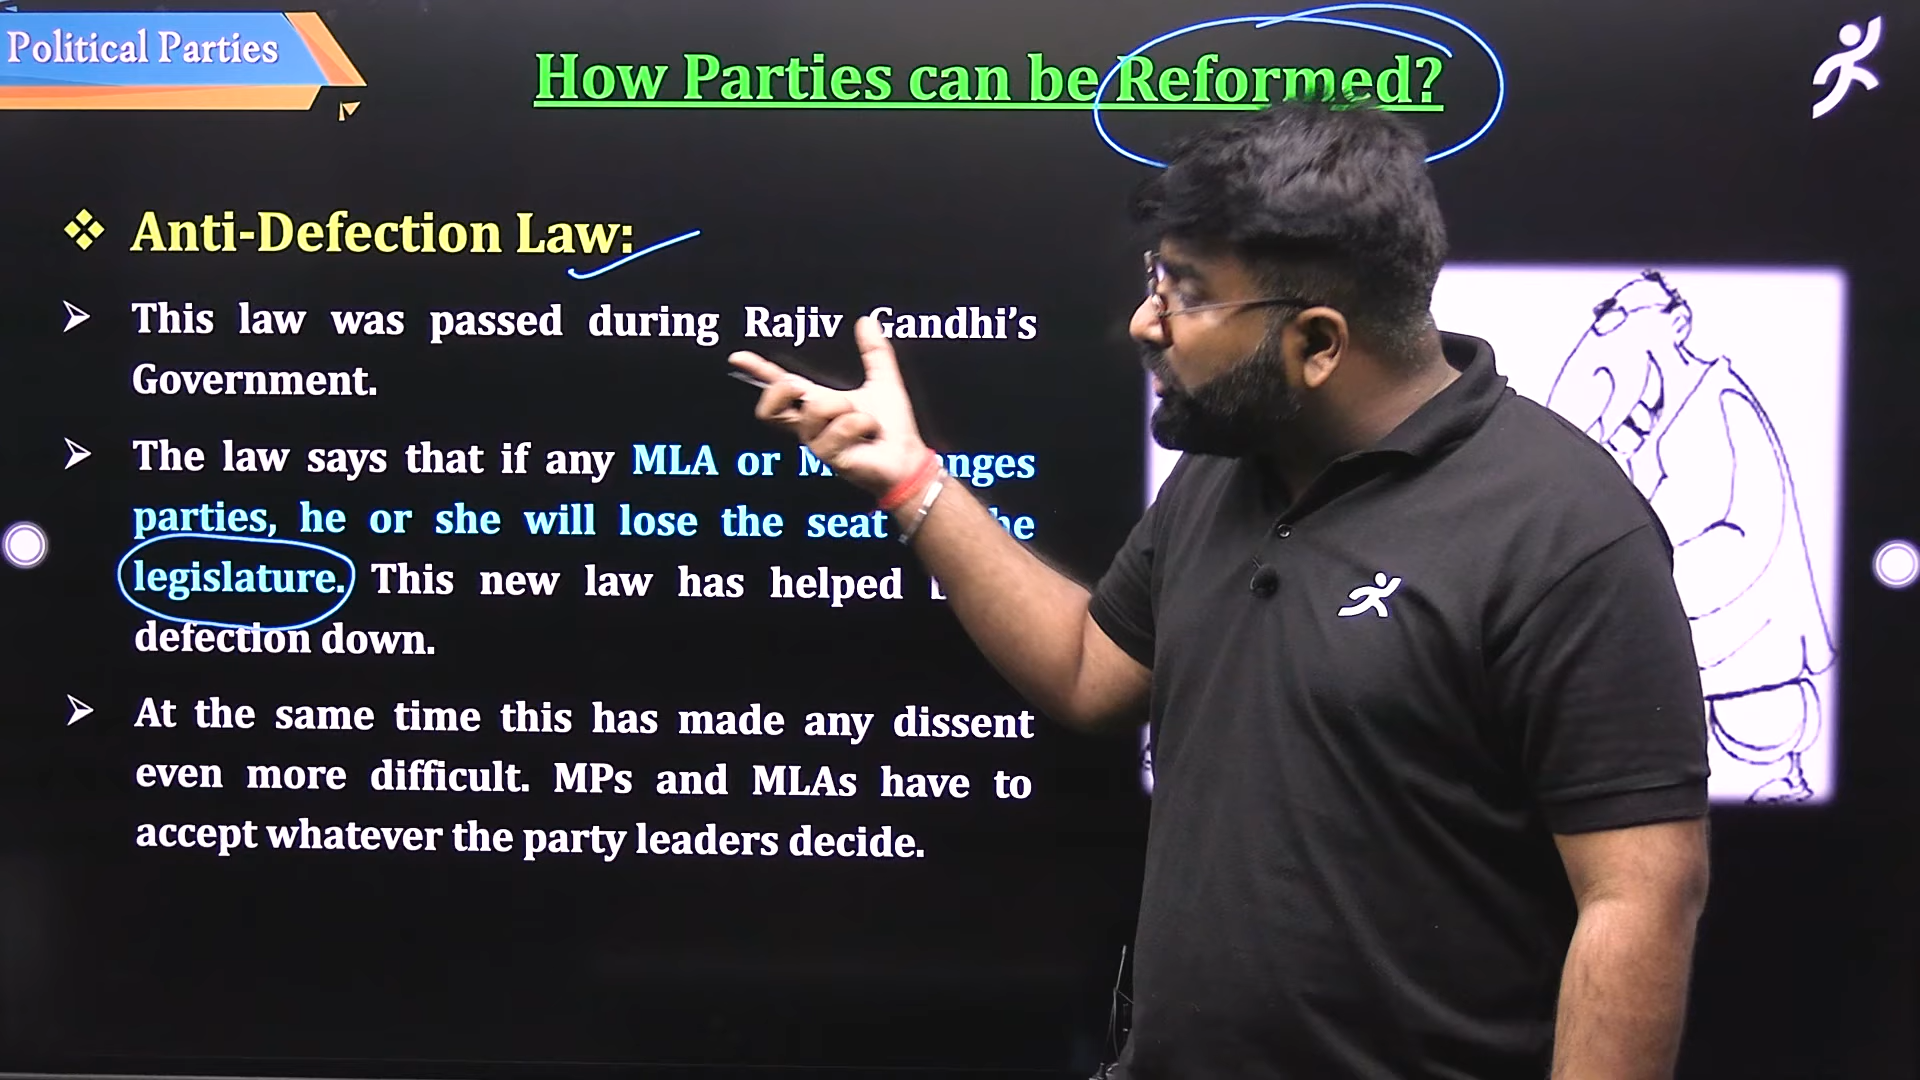 Political Parties
How Parties can be Reformed?
Anti-Defection Law:
This law was passed during Rajiv Gandhi's
Government.
The law says that if any MLA or
parties, he or she will lose the seat
legislature. This new law has helped
defection down.
At the same time this has made any dissent
even more difficult. MPs and MLAs have to
accept whatever the party leaders decide.